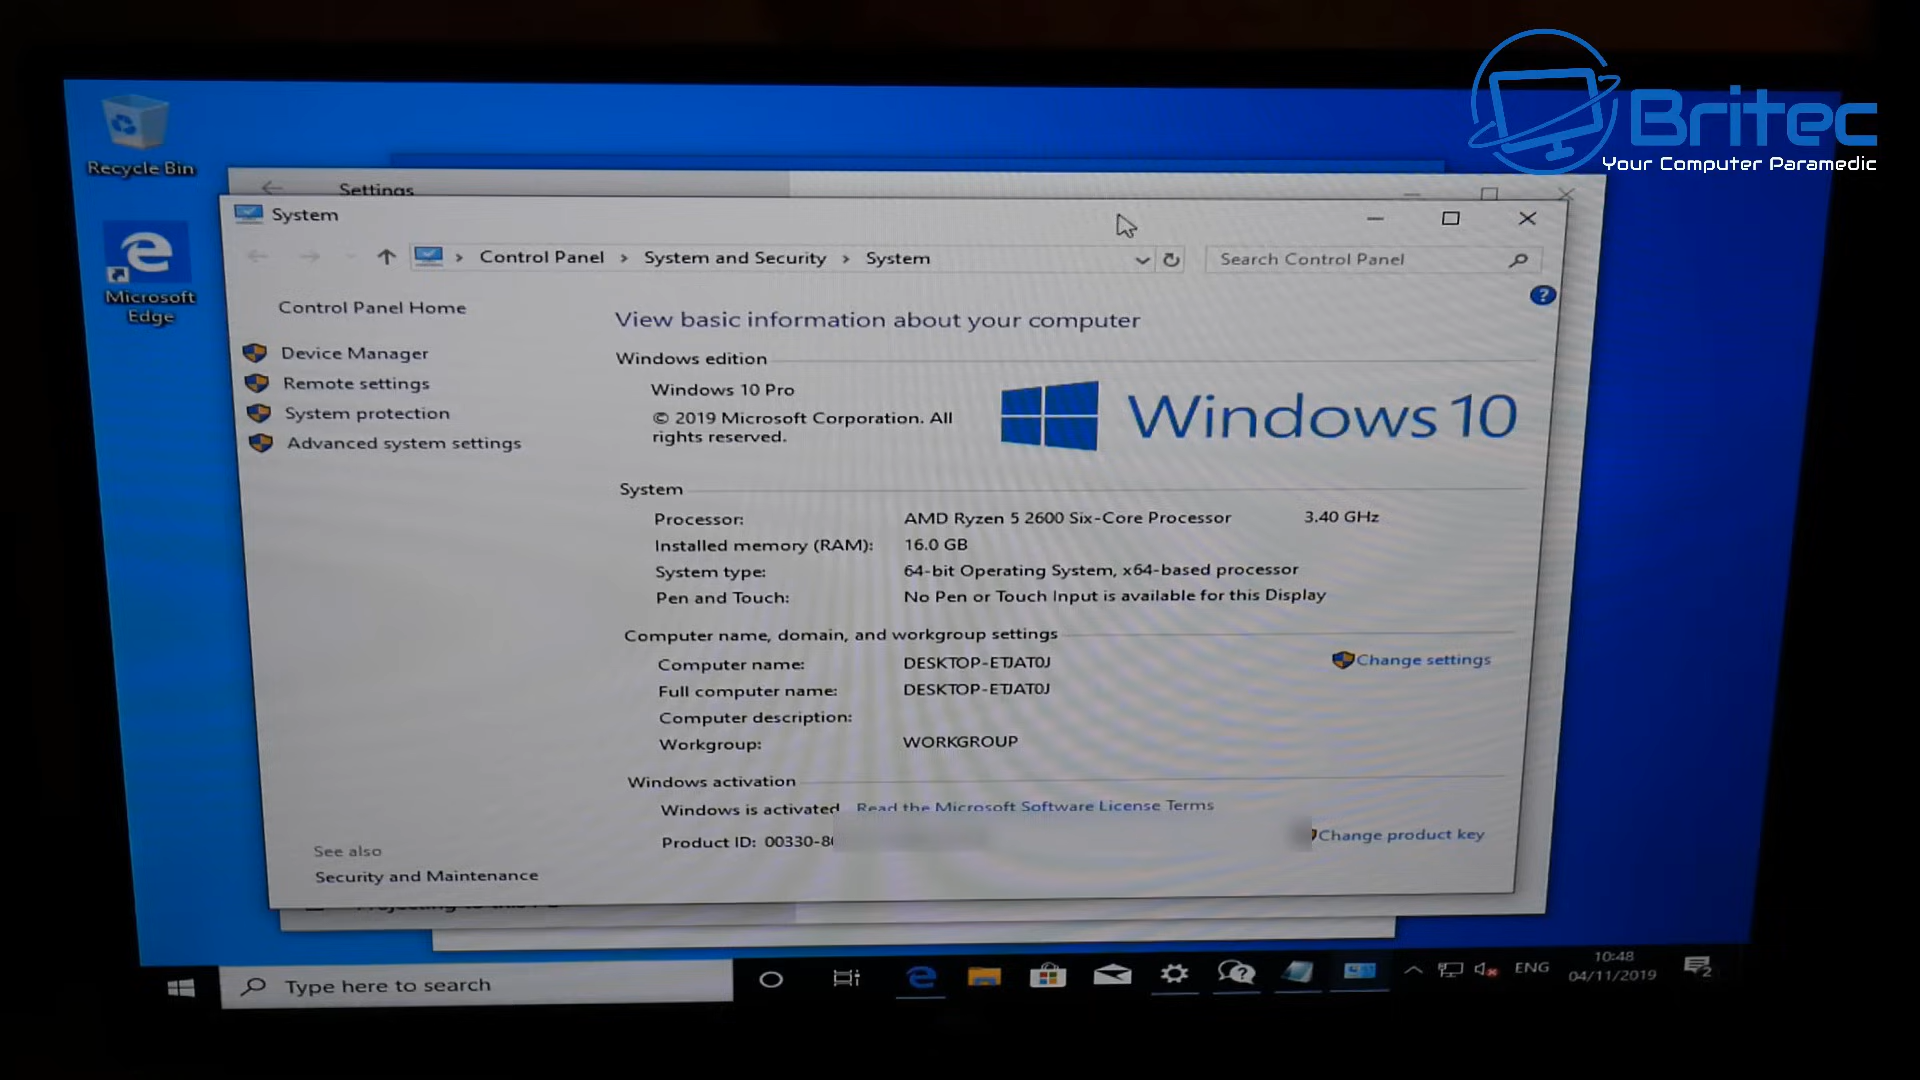 Britec
Your Computer Paramedic
Recycle Bin
Microsoft
Edge
Settings
System
Control Panel › System and Security › System
Search Control Panel
?
Control Panel Home
Device Manager
Remote settings
System protection
Advanced system settings
View basic information about your computer
Windows edition
Windows 10 Pro
© 2019 Microsoft Corporation. All
rights reserved.
Windows 10
System
Processor: AMD Ryzen 5 2600 Six-Core Processor 3.40 GHz
Installed memory (RAM): 16.0 GB
System type: 64-bit Operating System, x64-based processor
Pen and Touch: No Pen or Touch Input is available for this Display
Computer name, domain, and workgroup settings
Computer name: DESKTOP-ETJAT0J
Change settings
Full computer name: DESKTOP-ETJAT0J
Computer description:
Workgroup: WORKGROUP
Windows activation
Windows is activated Read the Microsoft Software License Terms
Product ID: 00330-80
Change product key
See also
Security and Maintenance
Type here to search
ENG
10:48
04/11/2019
2